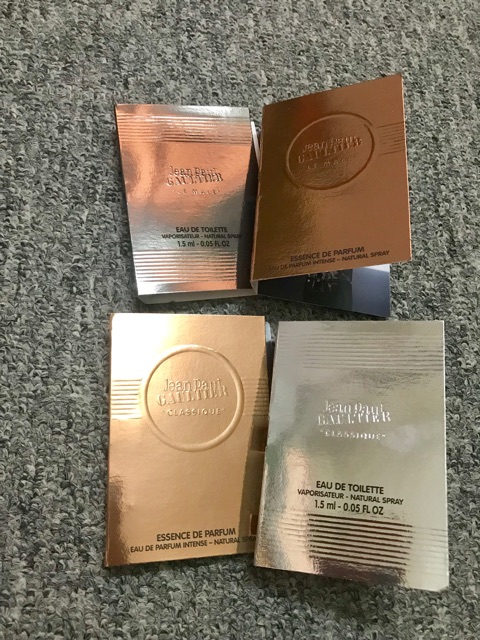 Jean Paul
GAULTIER
"Le MALE"
EAU DE TOILETTE
VAPORISATEUR - NATURAL SPRAY
1.5 ml - 0.05 FL OZ
Jean Paul
GAULTIER
ESSENCE DE PARFUM
EAU DE PARFUM INTENSE - NATURAL SPRAY
Jean Paul
GAULTIER
"CLASSIQUE"
ESSENCE DE PARFUM
EAU DE PARFUM INTENSE - NATURAL
Jean Paul
GAULTIER
"CLASSIQUE"
EAU DE TOILETTE
VAPORISATEUR - NATURAL SPRAY
1.5 ml - 0.05 FL OZ